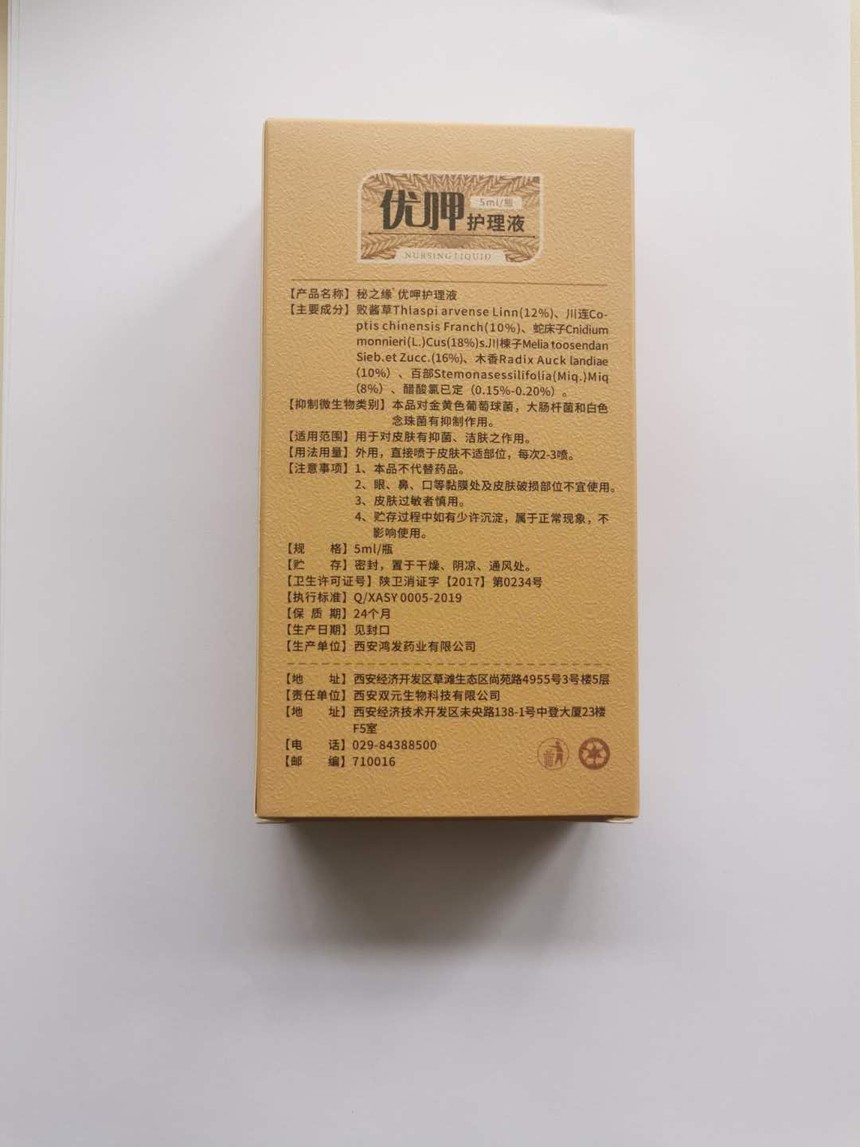 优呷
5ml/瓶
护理液
NURSING LIQUID
【产品名称】秘之缘 优呷护理液
【主要成分】败酱草Thlaspi arvense Linn(12%)、川连Co-
ptis chinensis Franch(10%)、蛇床子Cnidium
monnieri(L.)Cus(18%)s.川楝子Melia toosendan
Sieb.et Zucc.(16%)、木香Radix Auck landiae
(10%)、百部Stemonasessilifolia(Miq.)Miq
(8%)、醋酸氯已定（0.15%-0.20%）。
【抑制微生物类别】本品对金黄色葡萄球菌，大肠杆菌和白色
念珠菌有抑制作用。
【适用范围】用于对皮肤有抑菌、洁肤之作用。
【用法用量】外用，直接喷于皮肤不适部位，每次2-3喷。
【注意事项】1、本品不代替药品。
2、眼、鼻、口等黏膜处及皮肤破损部位不宜使用。
3、皮肤过敏者慎用。
4、贮存过程中如有少许沉淀，属于正常现象，不
影响使用。
【规 格】5ml/瓶
【贮 存】密封，置于干燥、阴凉、通风处。
【卫生许可证号】陕卫消证字【2017】第0234号
【执行标准】Q/XASY 0005-2019
【保 质 期】24个月
【生产日期】见封口
【生产单位】西安鸿发药业有限公司
【地 址】西安经济开发区草滩生态区尚苑路4955号3号楼5层
【责任单位】西安双元生物科技有限公司
【地 址】西安经济技术开发区未央路138-1号中登大厦23楼
F5室
【电 话】029-84388500
【邮 编】710016